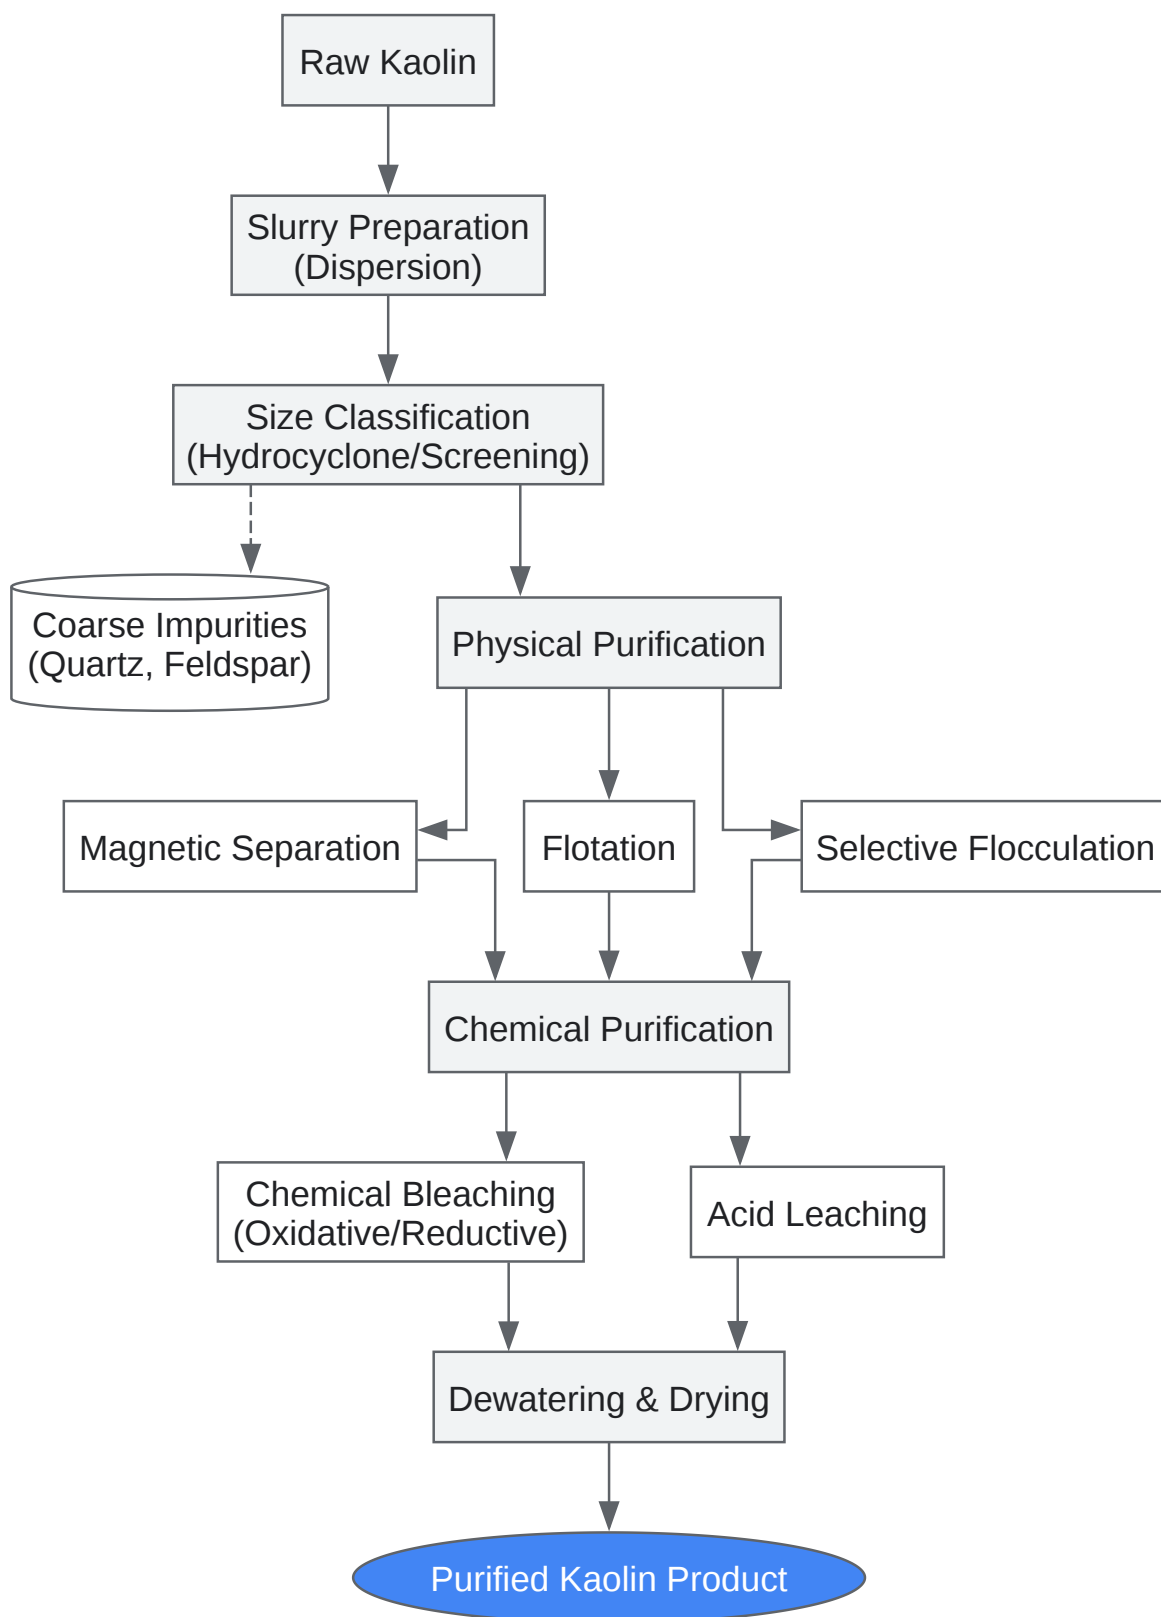 Raw Kaolin
Slurry Preparation
(Dispersion)
Size Classification
(Hydrocyclone/Screening)
Coarse Impurities
(Quartz, Feldspar)
Physical Purification
Magnetic Separation
Flotation
Selective Flocculation
Chemical Purification
Chemical Bleaching
(Oxidative/Reductive)
Acid Leaching
Dewatering & Drying
Purified Kaolin Product